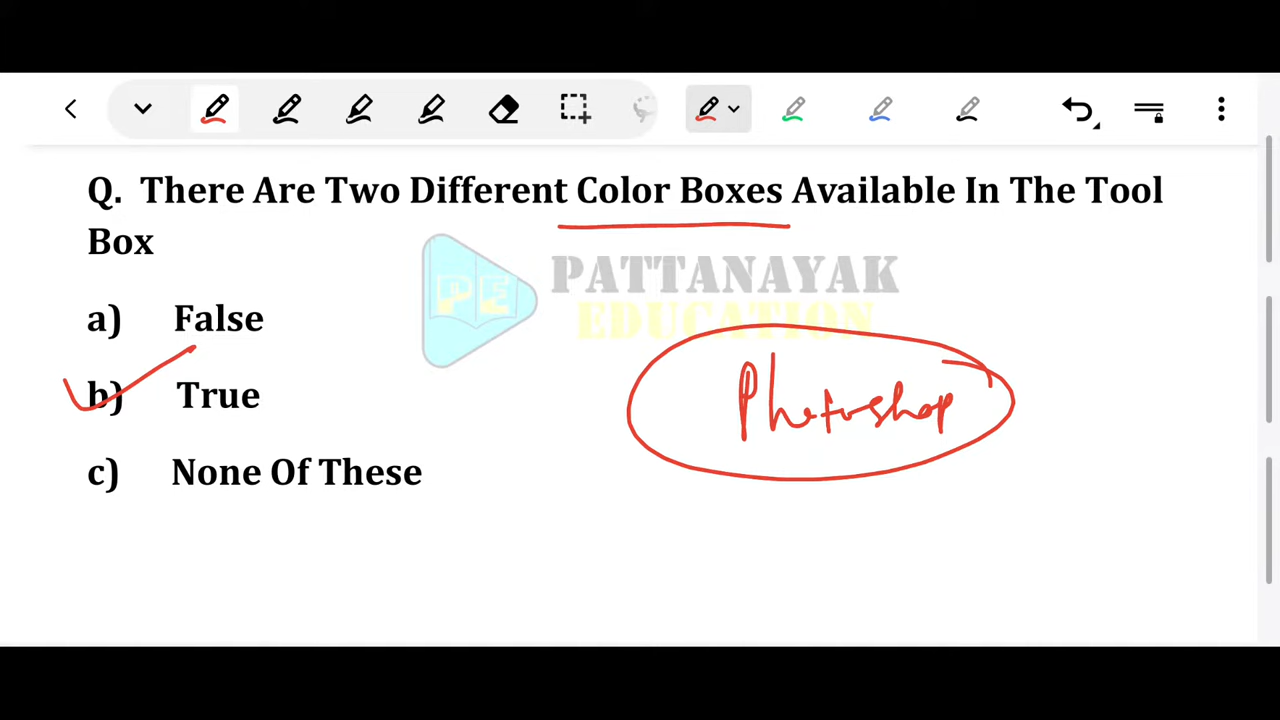 Q. There Are Two Different Color Boxes Available In The Tool
Box
PATTANAYAK
PE
EDUCATION
a) False
Photoshop
b) True
c) None Of These